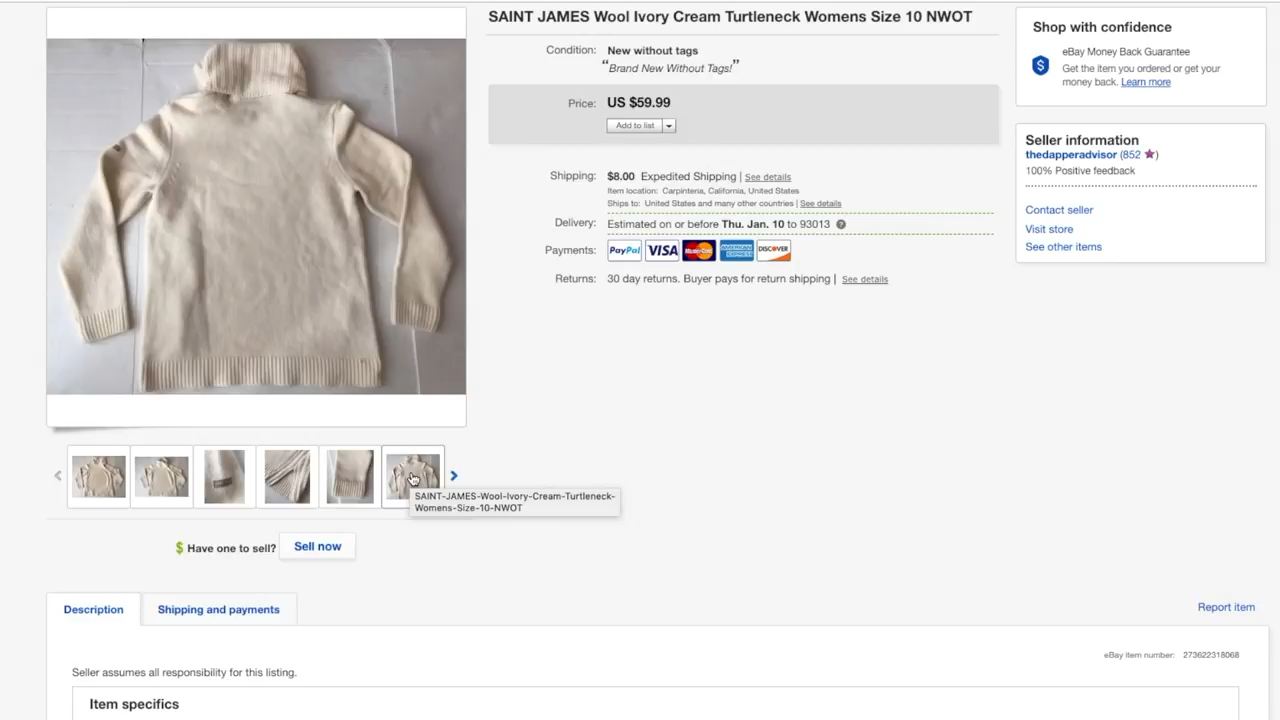 SAINT JAMES Wool Ivory Cream Turtleneck Womens Size 10 NWOT
Condition: New without tags
“Brand New Without Tags!”
Price: US $59.99
Add to list
Shipping: $8.00 Expedited Shipping | See details
Item location: Carpinteria, California, United States
Ships to: United States and many other countries | See details
Delivery: Estimated on or before Thu. Jan. 10 to 93013 ?
Payments: PayPal VISA MasterCard AMERICAN EXPRESS DISCOVER
Returns: 30 day returns. Buyer pays for return shipping | See details
Shop with confidence
$
eBay Money Back Guarantee
Get the item you ordered or get your
money back. Learn more
Seller information
thedapperadvisor (852 ★)
100% Positive feedback
Contact seller
Visit store
See other items
SAINT-JAMES-Wool-Ivory-Cream-Turtleneck-
Womens-Size-10-NWOT
$ Have one to sell? Sell now
Description
Shipping and payments
Report item
eBay item number: 273622318068
Seller assumes all responsibility for this listing.
Item specifics